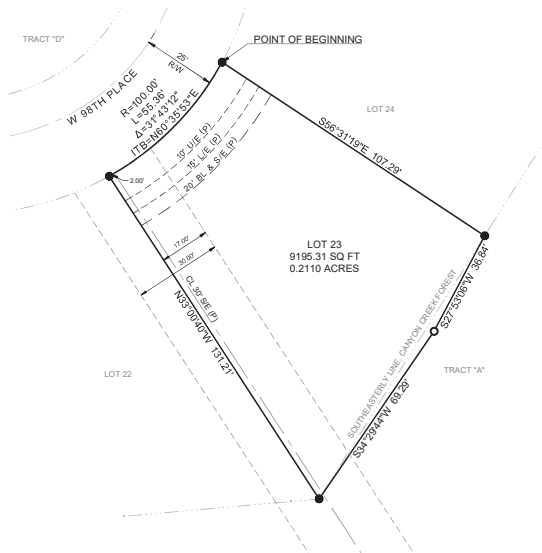 TRACT "D"
POINT OF BEGINNING
25'
R/W
W 98TH PLACE
R=100.00'
L=55.36'
Δ=31°43'12"
ITB=N60°35'53"E
LOT 24
S56°31'19"E 107.29'
10' U/E (P)
15' L/E (P)
20' BL & S/E (P)
2.00'
17.00'
30.00'
LOT 23
9195.31 SQ FT
0.2110 ACRES
CL 30' S/E (P)
N33°00'40"W 131.21'
S27°53'06"W 36.84'
SOUTHEASTERLY LINE, CANYON CREEK FOREST
S34°29'44"W 69.29'
LOT 22
TRACT "A"